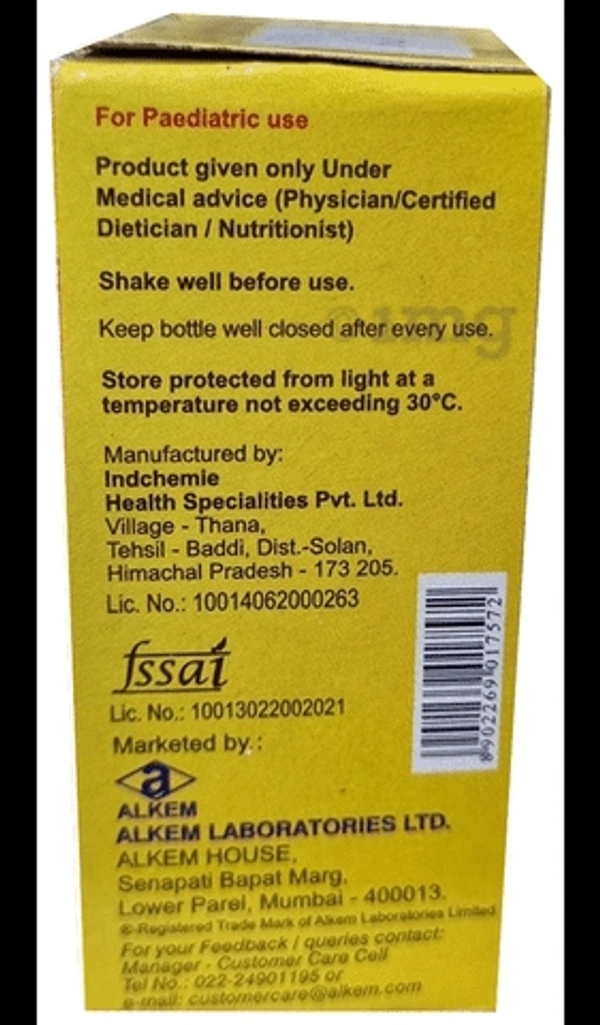 For Paediatric use
Product given only Under
Medical advice (Physician/Certified
Dietician / Nutritionist)
Shake well before use.
Keep bottle well closed after every use.
1mg
Store protected from light at a
temperature not exceeding 30°C.
Manufactured by:
Indchemie
Health Specialities Pvt. Ltd.
Village - Thana,
Tehsil - Baddi, Dist.-Solan,
Himachal Pradesh - 173 205.
Lic. No.: 10014062000263
8902269017572
fssai
Lic. No.: 10013022002021
Marketed by.:
a
ALKEM
ALKEM LABORATORIES LTD.
ALKEM HOUSE,
Senapati Bapat Marg,
Lower Parel, Mumbai - 400013.
®-Registered Trade Mark of Alkem Laboratories Limited
For your Feedback / queries contact:
Manager - Customer Care Cell
Tel No.: 022-24901195 or
e-mail: customercare@alkem.com